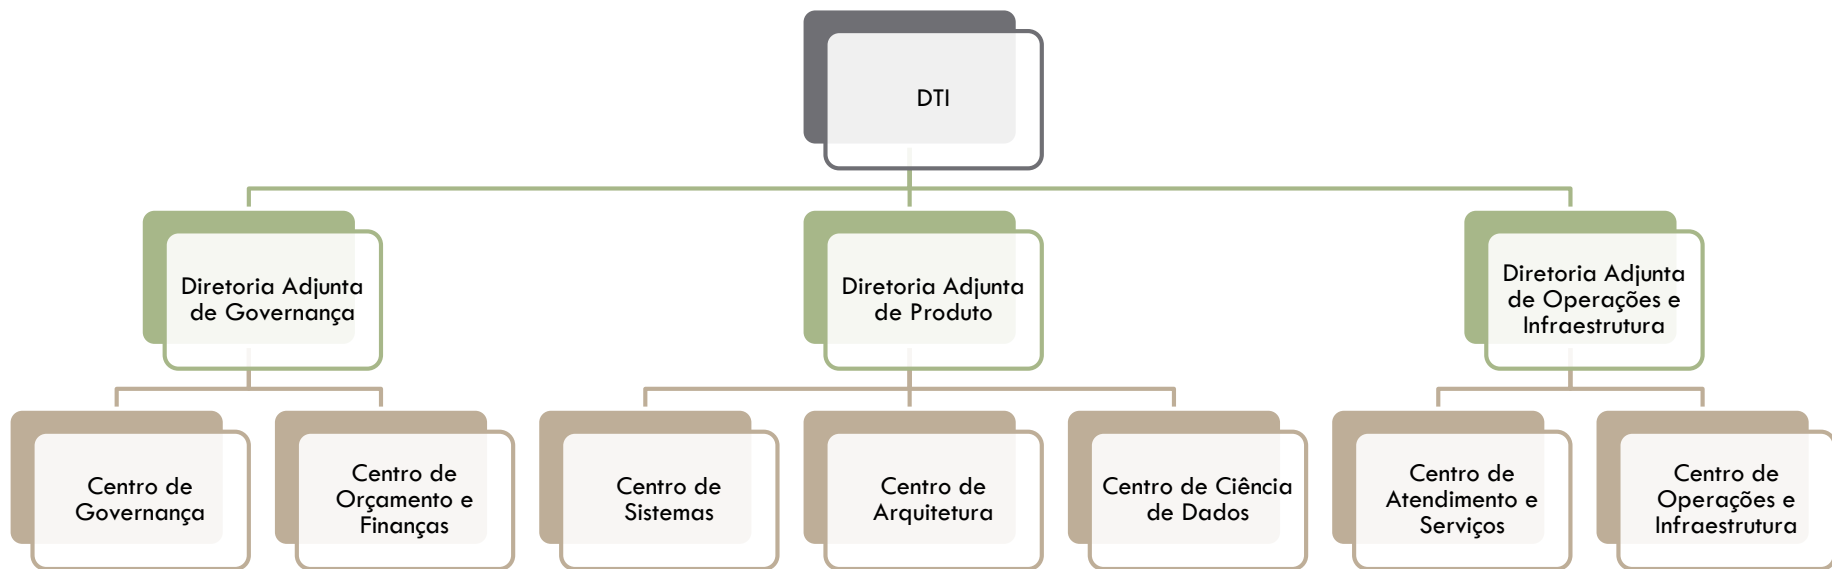 DTI
Diretoria Adjunta
de Governança
Diretoria Adjunta
de Produto
Diretoria Adjunta
de Operações e
Infraestrutura
Centro de
Governança
Centro de
Orçamento e
Finanças
Centro de
Sistemas
Centro de
Arquitetura
Centro de Ciência
de Dados
Centro de
Atendimento e
Serviços
Centro de
Operações e
Infraestrutura